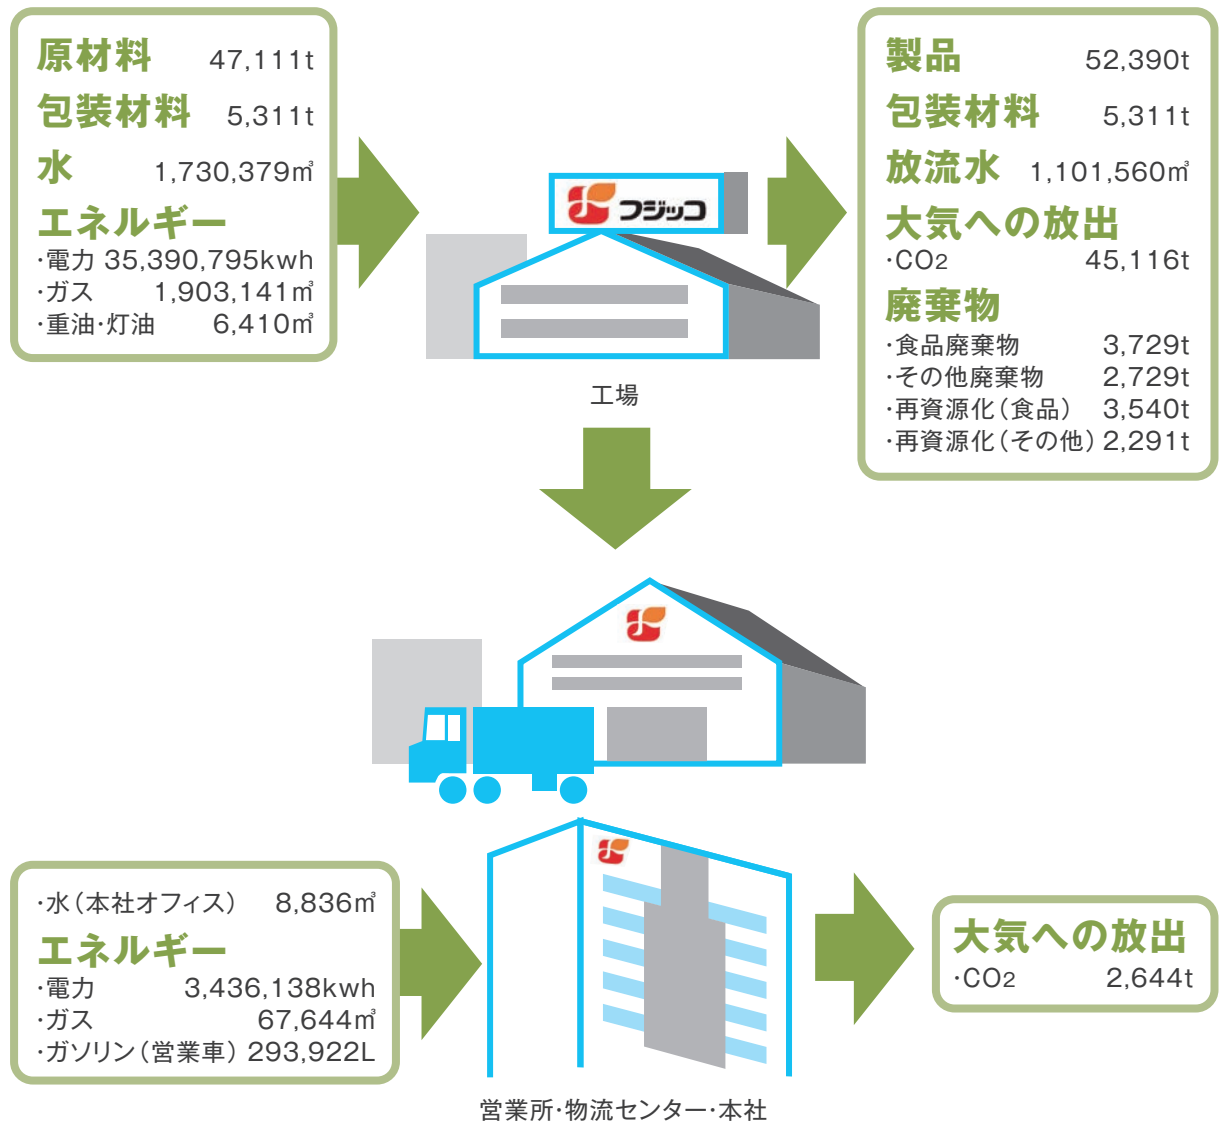 原材料 47,111t
包装材料 5,311t
水 1,730,379㎥
エネルギー
・電力 35,390,795kwh
・ガス 1,903,141㎥
・重油・灯油 6,410㎥
フジッコ
工場
製品 52,390t
包装材料 5,311t
放流水 1,101,560㎥
大気への放出
・CO2 45,116t
廃棄物
・食品廃棄物 3,729t
・その他廃棄物 2,729t
・再資源化(食品) 3,540t
・再資源化(その他) 2,291t
・水(本社オフィス) 8,836㎥
エネルギー
・電力 3,436,138kwh
・ガス 67,644㎥
・ガソリン(営業車) 293,922L
営業所・物流センター・本社
大気への放出
・CO2 2,644t